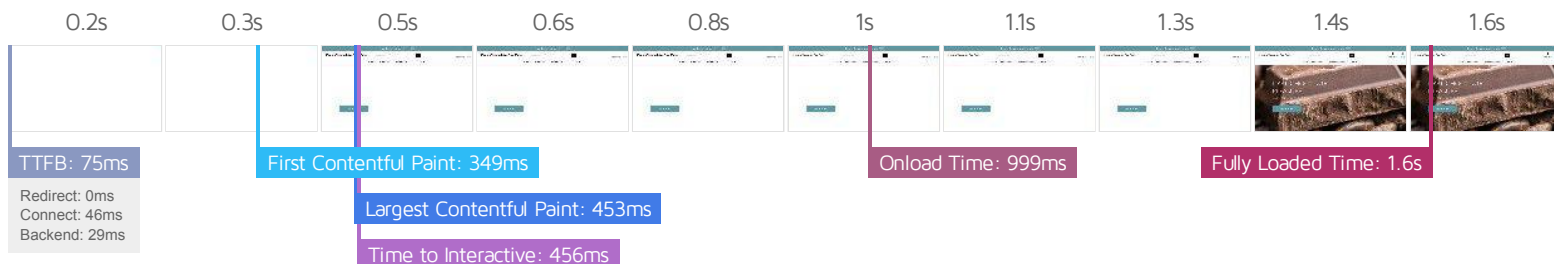 0.2s
0.3s
0.5s
0.6s
0.8s
1s
1.1s
1.3s
1.4s
1.6s
TTFB: 75ms
First Contentful Paint: 349ms
Onload Time: 999ms
Fully Loaded Time: 1.6s
Redirect: 0ms
Connect: 46ms
Backend: 29ms
Largest Contentful Paint: 453ms
Time to Interactive: 456ms